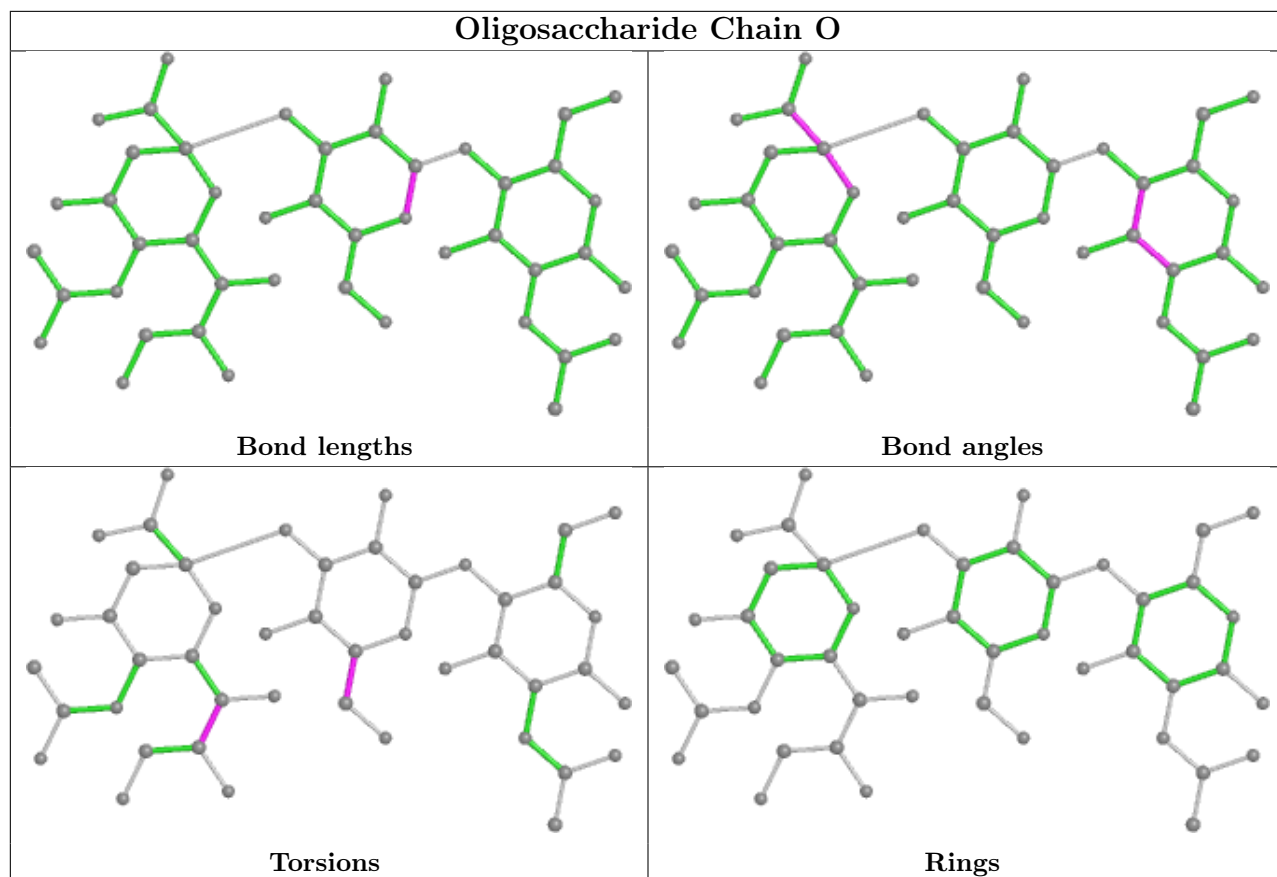 Oligosaccharide Chain O
Bond lengths
Bond angles
Torsions
Rings